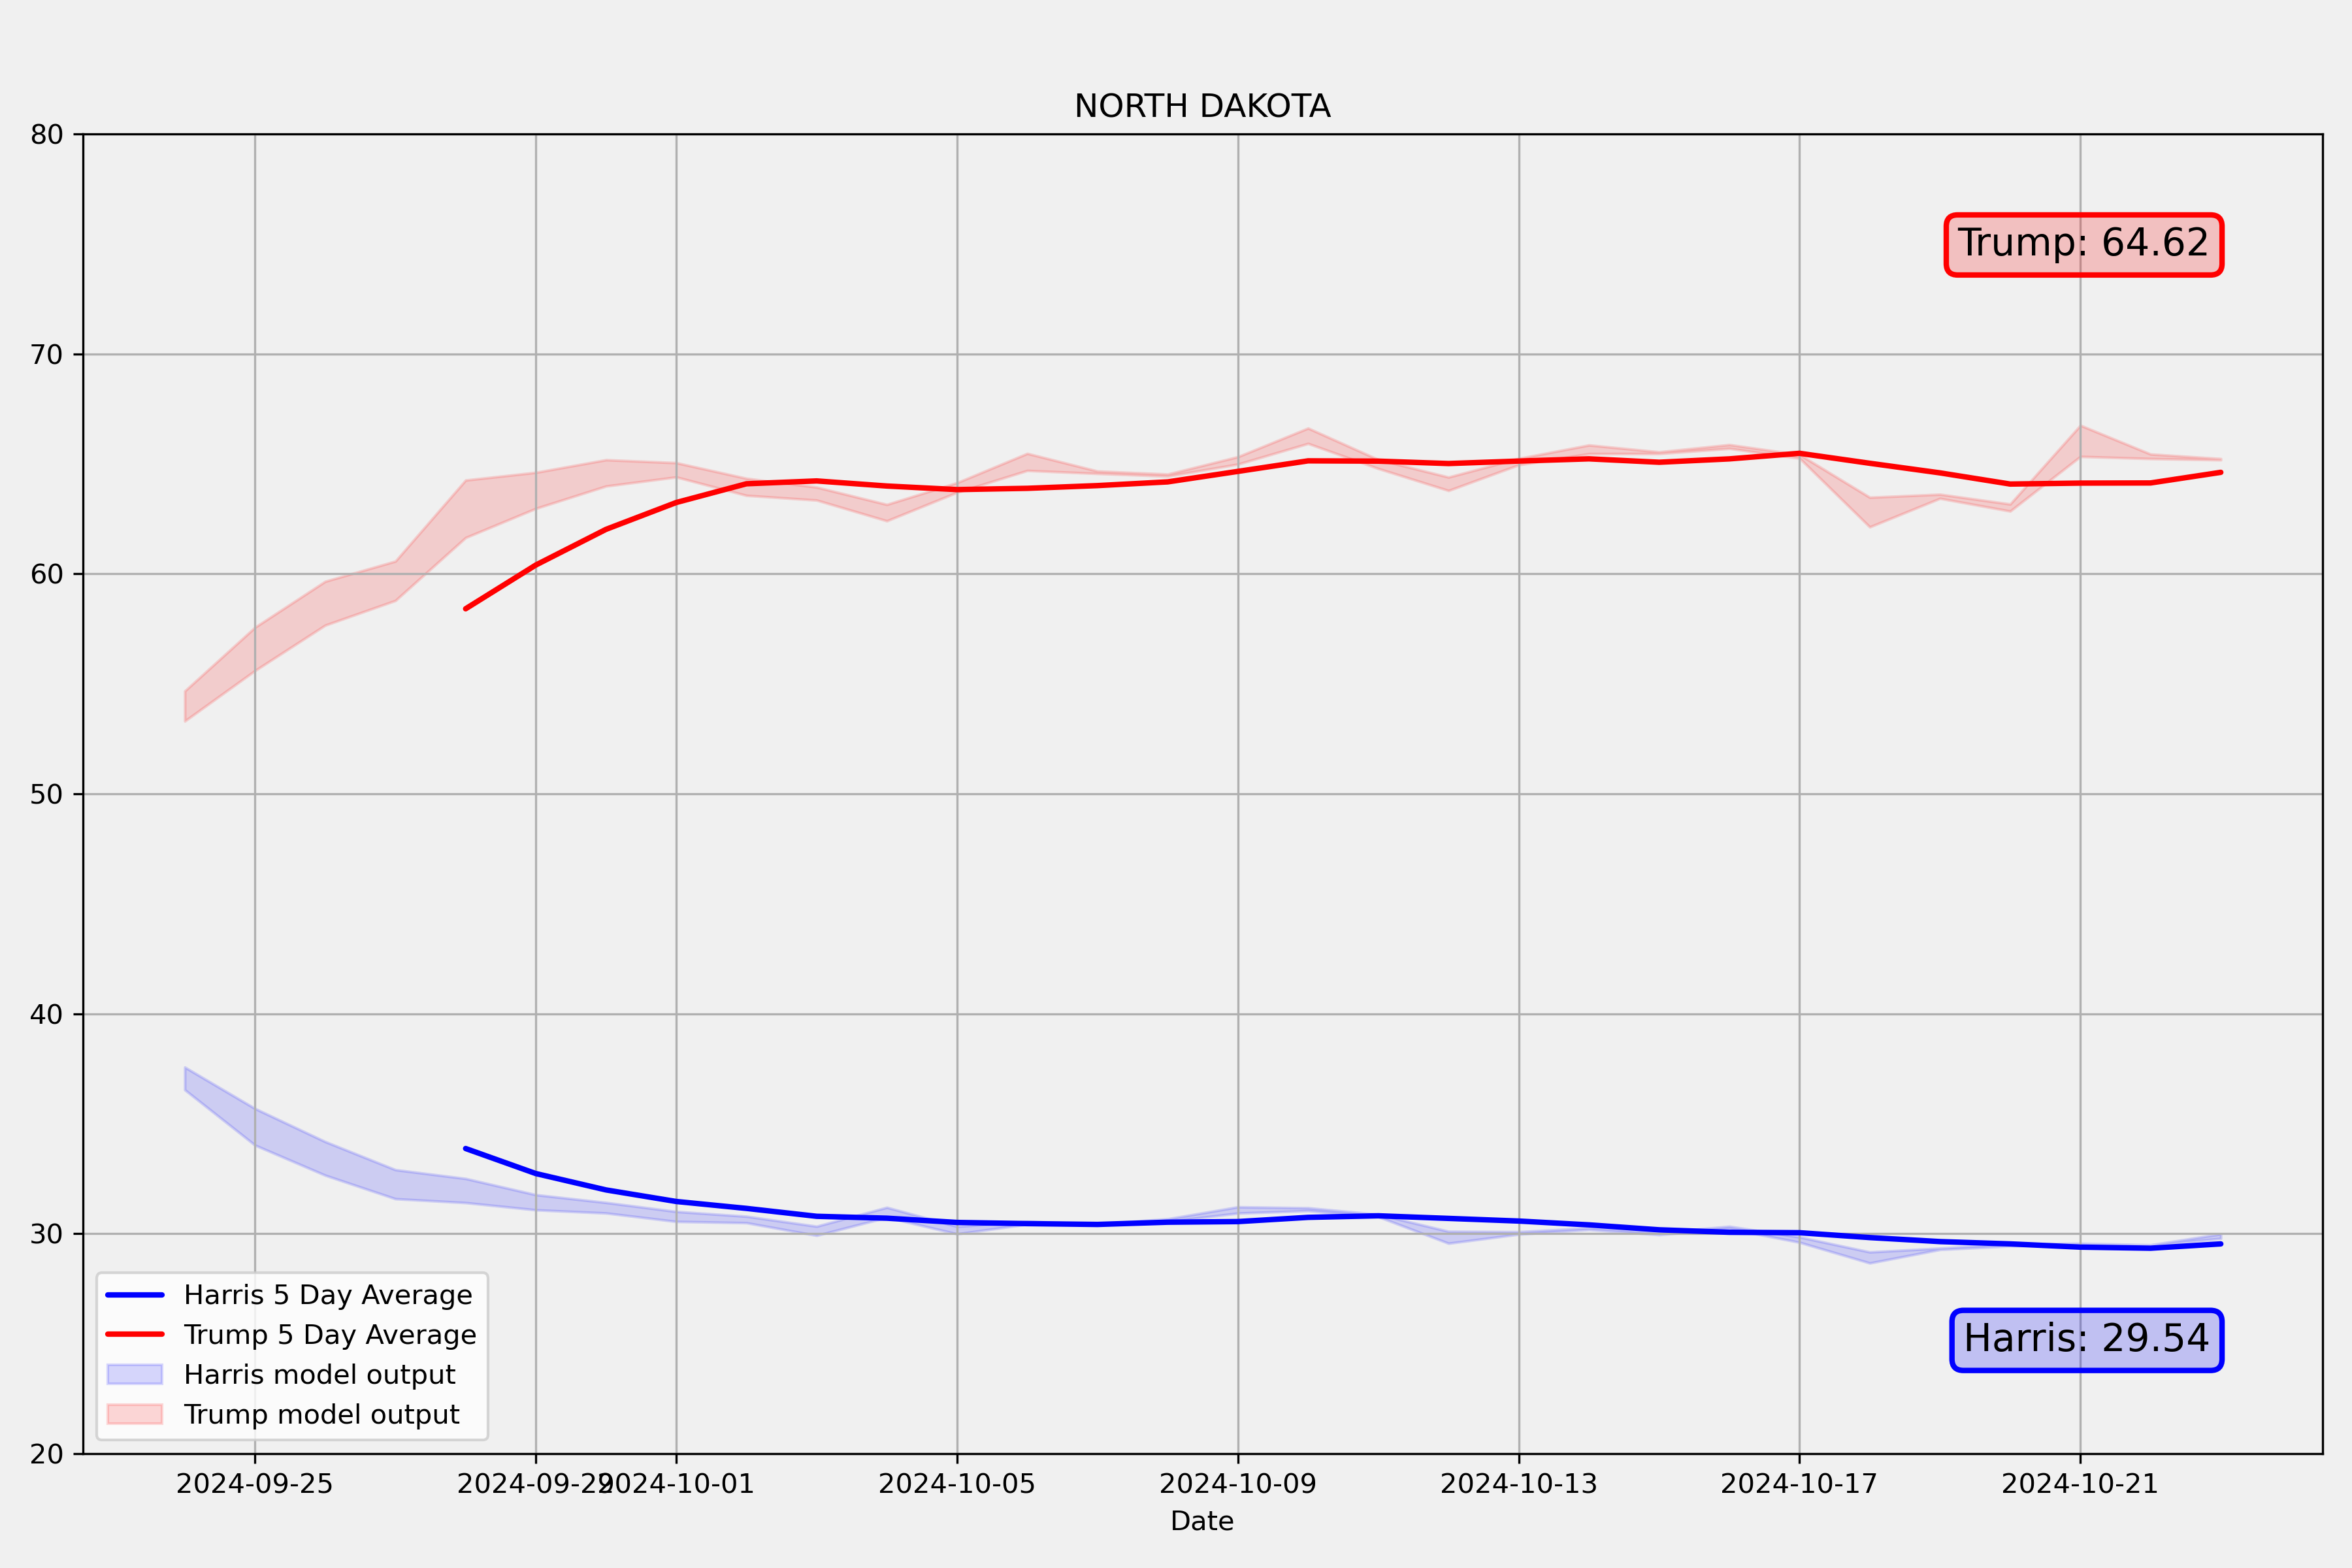 NORTH DAKOTA
80
70
60
50
40
30
20
Trump: 64.62
Harris: 29.54
Harris 5 Day Average
Trump 5 Day Average
Harris model output
Trump model output
2024-09-25 2024-09-29 2024-10-01 2024-10-05 2024-10-09 2024-10-13 2024-10-17 2024-10-21
Date